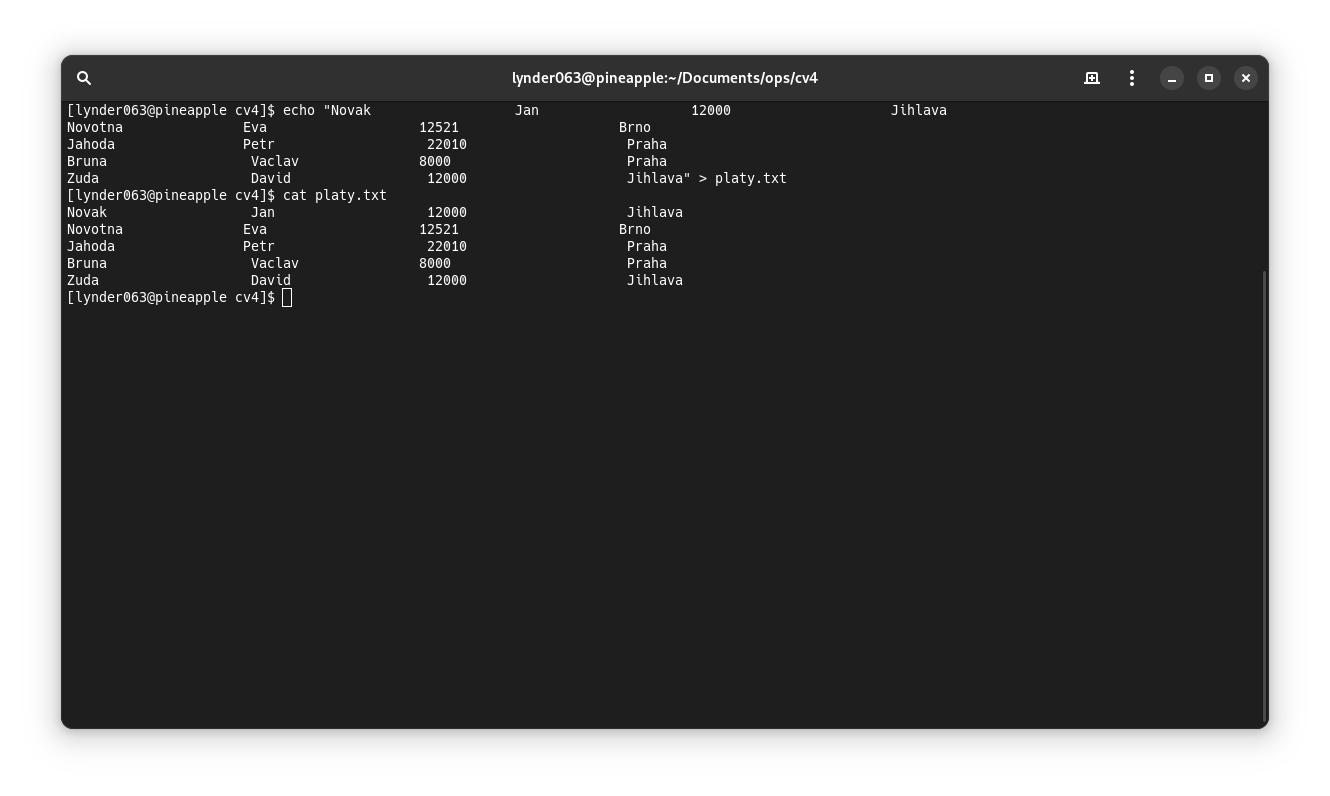 lynder063@pineapple:~/Documents/ops/cv4
[lynder063@pineapple cv4]$ echo "Novak                  Jan                   12000                    Jihlava
Novotna               Eva                   12521                    Brno
Jahoda                Petr                   22010                    Praha
Bruna                  Vaclav               8000                      Praha
Zuda                   David                 12000                    Jihlava" > platy.txt
[lynder063@pineapple cv4]$ cat platy.txt
Novak                  Jan                   12000                    Jihlava
Novotna               Eva                   12521                    Brno
Jahoda                Petr                   22010                    Praha
Bruna                  Vaclav               8000                      Praha
Zuda                   David                 12000                    Jihlava
[lynder063@pineapple cv4]$